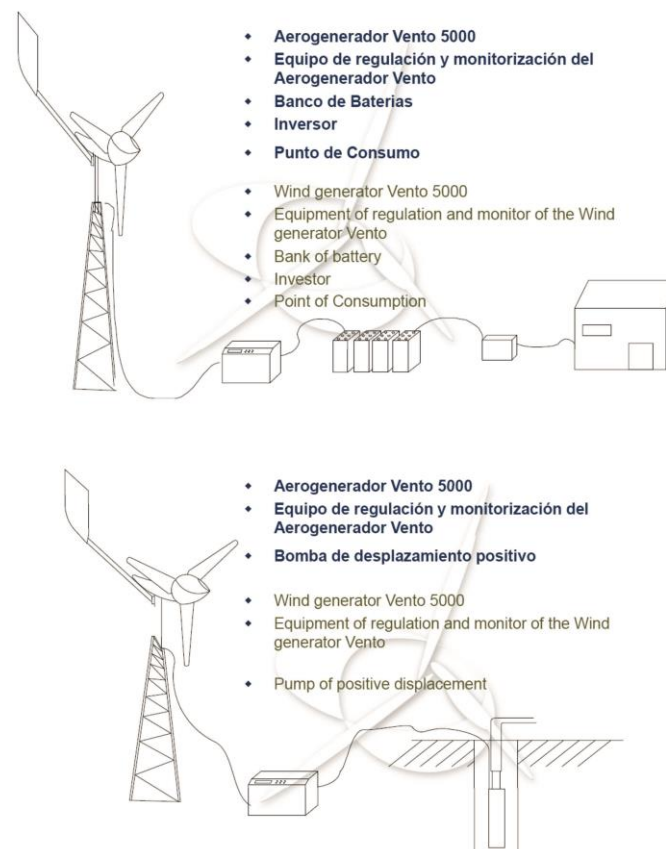 Aerogenerador Vento 5000
Equipo de regulación y monitorización del
Aerogenerador Vento
Banco de Baterias
Inversor
Punto de Consumo
Wind generator Vento 5000
Equipment of regulation and monitor of the Wind
generator Vento
Bank of battery
Investor
Point of Consumption
Aerogenerador Vento 5000
Equipo de regulación y monitorización del
Aerogenerador Vento
Bomba de desplazamiento positivo
Wind generator Vento 5000
Equipment of regulation and monitor of the Wind
generator Vento
Pump of positive displacement